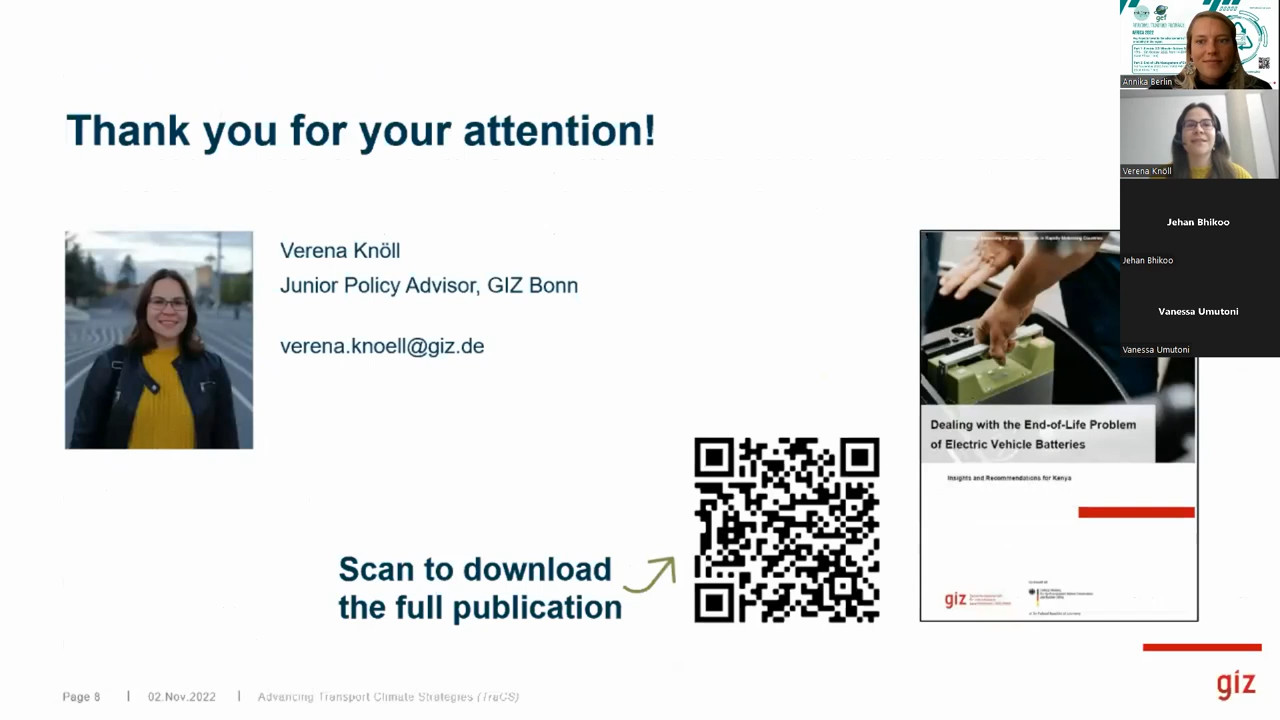 Thank you for your attention!
Verena Knöll
Junior Policy Advisor, GIZ Bonn
verena.knoell@giz.de
Scan to download
the full publication
Dealing with the End-of-Life Problem
of Electric Vehicle Batteries
Insights and Recommendations for Kenya
giz
Page 8 | 02.Nov.2022 | Advancing Transport Climate Strategies (TraCS)
giz
gef
AFRICA 2022
Annika Berlin
Verena Knöll
Jehan Bhikoo
Jehan Bhikoo
Vanessa Umutoni
Vanessa Umutoni